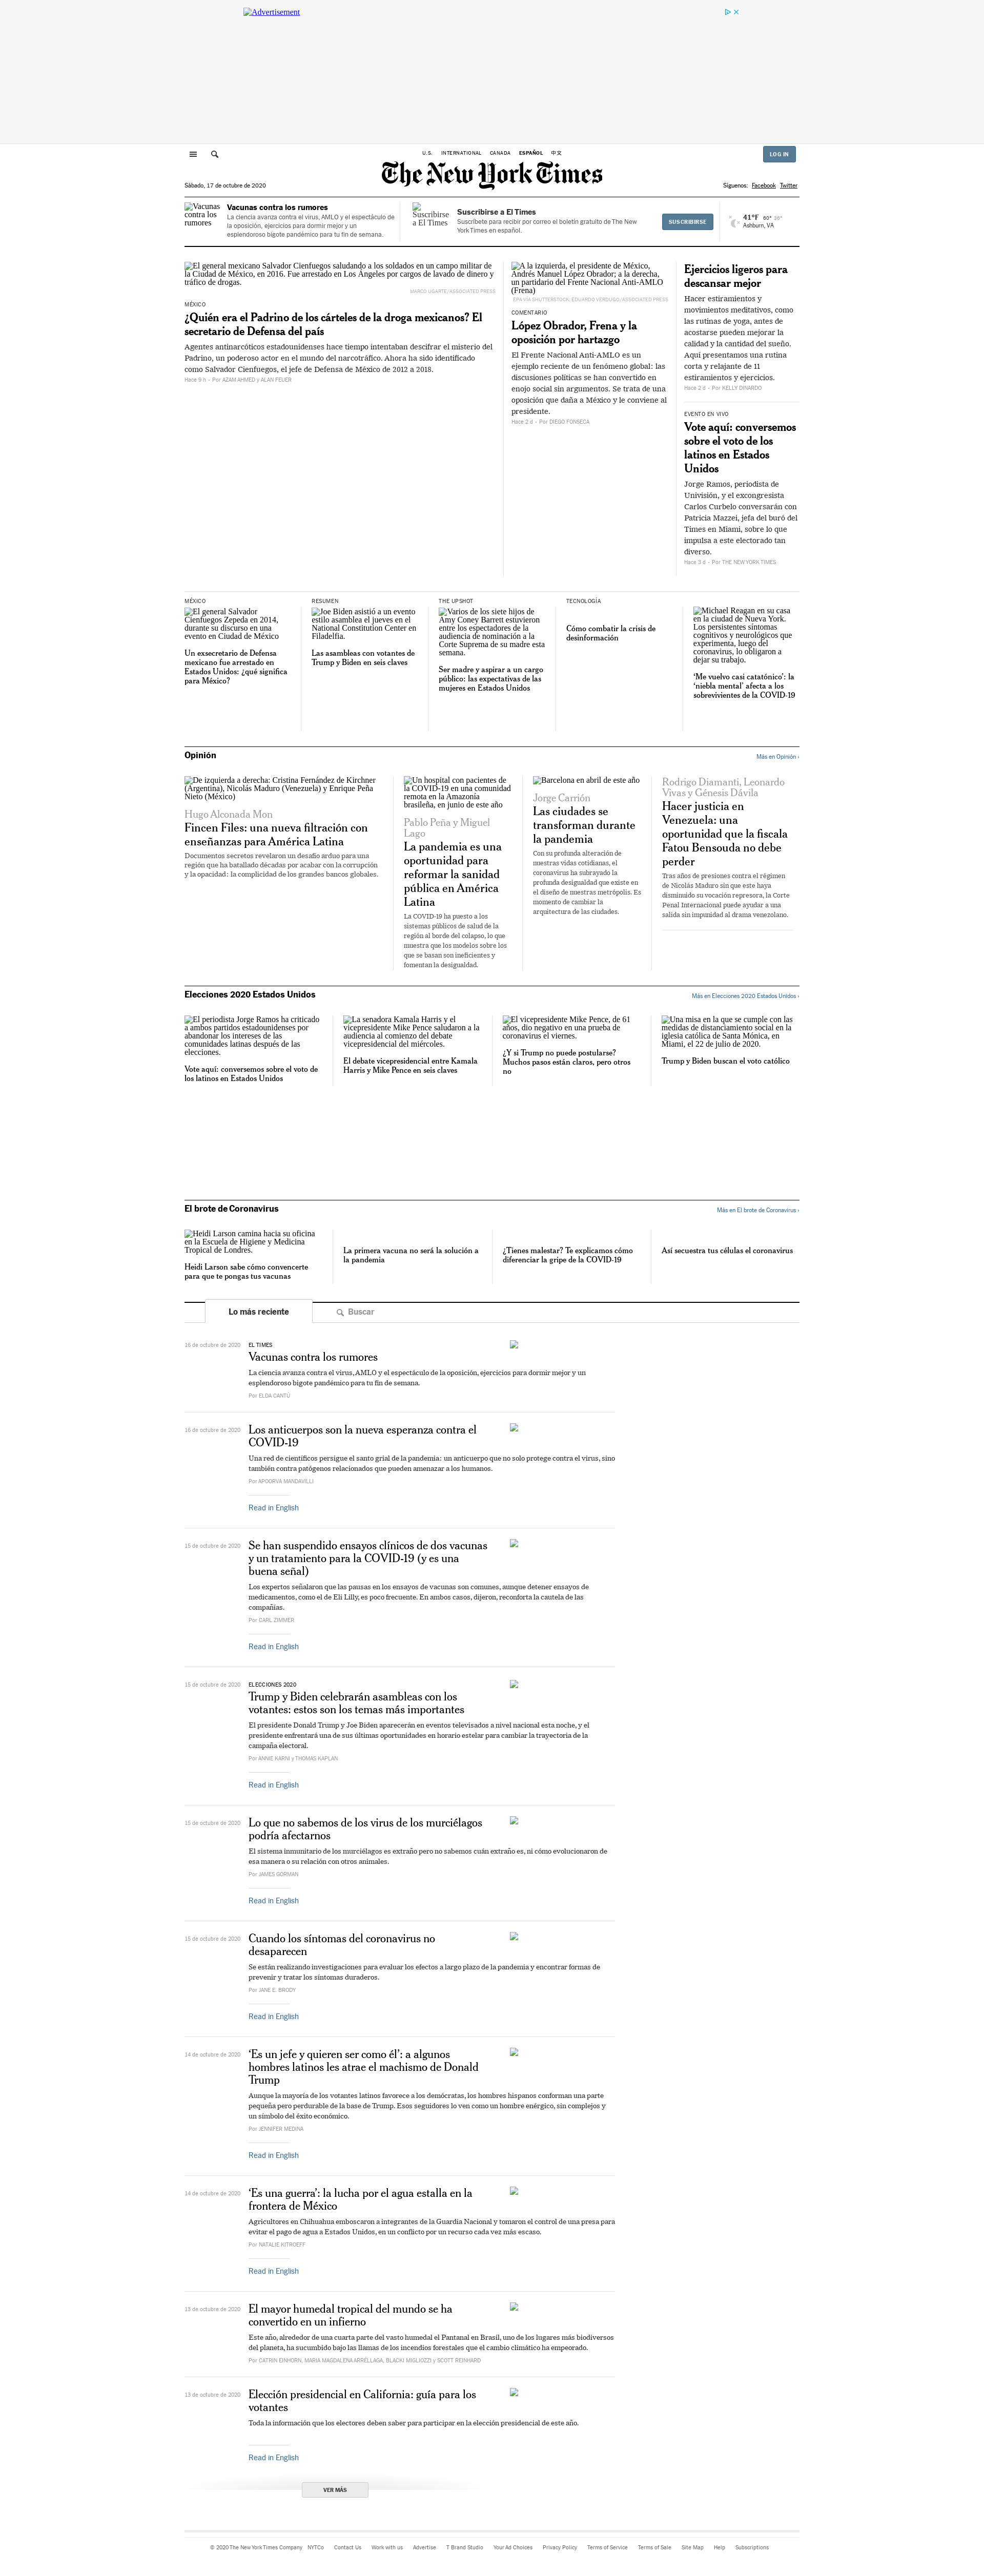 Advertisement
U.S. INTERNATIONAL CANADA ESPAÑOL 中文
LOG IN
The New York Times
Sábado, 17 de octubre de 2020
Síguenos: Facebook Twitter
Vacunas
contra los
rumores
Vacunas contra los rumores
La ciencia avanza contra el virus, AMLO y el espectáculo de
la oposición, ejercicios para dormir mejor y un
esplendoroso bigote pandémico para tu fin de semana.
Suscribirse
a El Times
Suscribirse a El Times
Suscríbete para recibir por correo el boletín gratuito de The New
York Times en español.
SUSCRIBIRSE
41°F 60° 38°
Ashburn, VA
El general mexicano Salvador Cienfuegos saludando a los soldados en un campo militar de
la Ciudad de México, en 2016. Fue arrestado en Los Ángeles por cargos de lavado de dinero y
tráfico de drogas.
MARCO UGARTE/ASSOCIATED PRESS
MÉXICO
¿Quién era el Padrino de los cárteles de la droga mexicanos? El
secretario de Defensa del país
Agentes antinarcóticos estadounidenses hace tiempo intentaban descifrar el misterio del
Padrino, un poderoso actor en el mundo del narcotráfico. Ahora ha sido identificado
como Salvador Cienfuegos, el jefe de Defensa de México de 2012 a 2018.
Hace 9 h – Por AZAM AHMED y ALAN FEUER
A la izquierda, el presidente de México,
Andrés Manuel López Obrador; a la derecha,
un partidario del Frente Nacional Anti-AMLO
(Frena)
EPA VÍA SHUTTERSTOCK; EDUARDO VERDUGO/ASSOCIATED PRESS
COMENTARIO
López Obrador, Frena y la
oposición por hartazgo
El Frente Nacional Anti-AMLO es un
ejemplo reciente de un fenómeno global: las
discusiones políticas se han convertido en
enojo social sin argumentos. Se trata de una
oposición que daña a México y le conviene al
presidente.
Hace 2 d – Por DIEGO FONSECA
Ejercicios ligeros para
descansar mejor
Hacer estiramientos y
movimientos meditativos, como
las rutinas de yoga, antes de
acostarse pueden mejorar la
calidad y la cantidad del sueño.
Aquí presentamos una rutina
corta y relajante de 11
estiramientos y ejercicios.
Hace 2 d – Por KELLY DINARDO
EVENTO EN VIVO
Vote aquí: conversemos
sobre el voto de los
latinos en Estados
Unidos
Jorge Ramos, periodista de
Univisión, y el excongresista
Carlos Curbelo conversarán con
Patricia Mazzei, jefa del buró del
Times en Miami, sobre lo que
impulsa a este electorado tan
diverso.
Hace 3 d – Por THE NEW YORK TIMES
MÉXICO
El general Salvador
Cienfuegos Zepeda en 2014,
durante su discurso en un
evento en Ciudad de México
Un exsecretario de Defensa
mexicano fue arrestado en
Estados Unidos: ¿qué significa
para México?
RESUMEN
Joe Biden asistió a un evento
estilo asamblea el jueves en el
National Constitution Center en
Filadelfia.
Las asambleas con votantes de
Trump y Biden en seis claves
THE UPSHOT
Varios de los siete hijos de
Amy Coney Barrett estuvieron
entre los espectadores de la
audiencia de nominación a la
Corte Suprema de su madre esta
semana.
Ser madre y aspirar a un cargo
público: las expectativas de las
mujeres en Estados Unidos
TECNOLOGÍA
Cómo combatir la crisis de
desinformación
Michael Reagan en su casa
en la ciudad de Nueva York.
Los persistentes síntomas
cognitivos y neurológicos que
experimenta, luego del
coronavirus, lo obligaron a
dejar su trabajo.
‘Me vuelvo casi catatónico’: la
‘niebla mental’ afecta a los
sobrevivientes de la COVID-19
Opinión
Más en Opinión ›
De izquierda a derecha: Cristina Fernández de Kirchner
(Argentina), Nicolás Maduro (Venezuela) y Enrique Peña
Nieto (México)
Hugo Alconada Mon
Fincen Files: una nueva filtración con
enseñanzas para América Latina
Documentos secretos revelaron un desafío arduo para una
región que ha batallado décadas por acabar con la corrupción
y la opacidad: la complicidad de los grandes bancos globales.
Un hospital con pacientes de
la COVID-19 en una comunidad
remota en la Amazonía
brasileña, en junio de este año
Pablo Peña y Miguel
Lago
La pandemia es una
oportunidad para
reformar la sanidad
pública en América
Latina
La COVID-19 ha puesto a los
sistemas públicos de salud de la
región al borde del colapso, lo que
muestra que los modelos sobre los
que se basan son ineficientes y
fomentan la desigualdad.
Barcelona en abril de este año
Jorge Carrión
Las ciudades se
transforman durante
la pandemia
Con su profunda alteración de
nuestras vidas cotidianas, el
coronavirus ha subrayado la
profunda desigualdad que existe en
el diseño de nuestras metrópolis. Es
momento de cambiar la
arquitectura de las ciudades.
Rodrigo Diamanti, Leonardo
Vivas y Génesis Dávila
Hacer justicia en
Venezuela: una
oportunidad que la fiscala
Fatou Bensouda no debe
perder
Tras años de presiones contra el régimen
de Nicolás Maduro sin que este haya
disminuido su vocación represora, la Corte
Penal Internacional puede ayudar a una
salida sin impunidad al drama venezolano.
Elecciones 2020 Estados Unidos
Más en Elecciones 2020 Estados Unidos ›
El periodista Jorge Ramos ha criticado
a ambos partidos estadounidenses por
abandonar los intereses de las
comunidades latinas después de las
elecciones.
Vote aquí: conversemos sobre el voto de
los latinos en Estados Unidos
La senadora Kamala Harris y el
vicepresidente Mike Pence saludaron a la
audiencia al comienzo del debate
vicepresidencial del miércoles.
El debate vicepresidencial entre Kamala
Harris y Mike Pence en seis claves
El vicepresidente Mike Pence, de 61
años, dio negativo en una prueba de
coronavirus el viernes.
¿Y si Trump no puede postularse?
Muchos pasos están claros, pero otros
no
Una misa en la que se cumple con las
medidas de distanciamiento social en la
iglesia católica de Santa Mónica, en
Miami, el 22 de julio de 2020.
Trump y Biden buscan el voto católico
El brote de Coronavirus
Más en El brote de Coronavirus ›
Heidi Larson camina hacia su oficina
en la Escuela de Higiene y Medicina
Tropical de Londres.
Heidi Larson sabe cómo convencerte
para que te pongas tus vacunas
La primera vacuna no será la solución a
la pandemia
¿Tienes malestar? Te explicamos cómo
diferenciar la gripe de la COVID-19
Así secuestra tus células el coronavirus
Lo más reciente
Buscar
16 de octubre de 2020
EL TIMES
Vacunas contra los rumores
La ciencia avanza contra el virus, AMLO y el espectáculo de la oposición, ejercicios para dormir mejor y un
esplendoroso bigote pandémico para tu fin de semana.
Por ELDA CANTÚ
16 de octubre de 2020
Los anticuerpos son la nueva esperanza contra el
COVID-19
Una red de científicos persigue el santo grial de la pandemia: un anticuerpo que no solo protege contra el virus, sino
también contra patógenos relacionados que pueden amenazar a los humanos.
Por APOORVA MANDAVILLI
Read in English
15 de octubre de 2020
Se han suspendido ensayos clínicos de dos vacunas
y un tratamiento para la COVID-19 (y es una
buena señal)
Los expertos señalaron que las pausas en los ensayos de vacunas son comunes, aunque detener ensayos de
medicamentos, como el de Eli Lilly, es poco frecuente. En ambos casos, dijeron, reconforta la cautela de las
compañías.
Por CARL ZIMMER
Read in English
15 de octubre de 2020
ELECCIONES 2020
Trump y Biden celebrarán asambleas con los
votantes: estos son los temas más importantes
El presidente Donald Trump y Joe Biden aparecerán en eventos televisados a nivel nacional esta noche, y el
presidente enfrentará una de sus últimas oportunidades en horario estelar para cambiar la trayectoria de la
campaña electoral.
Por ANNIE KARNI y THOMAS KAPLAN
Read in English
15 de octubre de 2020
Lo que no sabemos de los virus de los murciélagos
podría afectarnos
El sistema inmunitario de los murciélagos es extraño pero no sabemos cuán extraño es, ni cómo evolucionaron de
esa manera o su relación con otros animales.
Por JAMES GORMAN
Read in English
15 de octubre de 2020
Cuando los síntomas del coronavirus no
desaparecen
Se están realizando investigaciones para evaluar los efectos a largo plazo de la pandemia y encontrar formas de
prevenir y tratar los síntomas duraderos.
Por JANE E. BRODY
Read in English
14 de octubre de 2020
‘Es un jefe y quieren ser como él’: a algunos
hombres latinos les atrae el machismo de Donald
Trump
Aunque la mayoría de los votantes latinos favorece a los demócratas, los hombres hispanos conforman una parte
pequeña pero perdurable de la base de Trump. Esos seguidores lo ven como un hombre enérgico, sin complejos y
un símbolo del éxito económico.
Por JENNIFER MEDINA
Read in English
14 de octubre de 2020
‘Es una guerra’: la lucha por el agua estalla en la
frontera de México
Agricultores en Chihuahua emboscaron a integrantes de la Guardia Nacional y tomaron el control de una presa para
evitar el pago de agua a Estados Unidos, en un conflicto por un recurso cada vez más escaso.
Por NATALIE KITROEFF
Read in English
13 de octubre de 2020
El mayor humedal tropical del mundo se ha
convertido en un infierno
Este año, alrededor de una cuarta parte del vasto humedal el Pantanal en Brasil, uno de los lugares más biodiversos
del planeta, ha sucumbido bajo las llamas de los incendios forestales que el cambio climático ha empeorado.
Por CATRIN EINHORN, MARIA MAGDALENA ARRÉLLAGA, BLACKI MIGLIOZZI y SCOTT REINHARD
13 de octubre de 2020
Elección presidencial en California: guía para los
votantes
Toda la información que los electores deben saber para participar en la elección presidencial de este año.
Read in English
VER MÁS
© 2020 The New York Times Company NYTCo Contact Us Work with us Advertise T Brand Studio Your Ad Choices Privacy Policy Terms of Service Terms of Sale Site Map Help Subscriptions